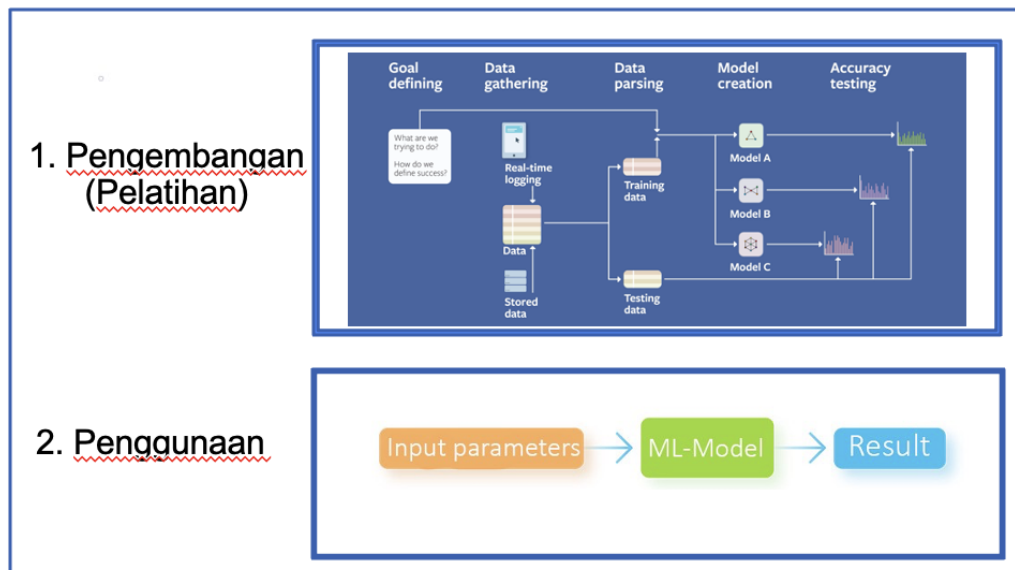 1. Pengembangan
(Pelatihan)
Goal
defining
Data
gathering
Data
parsing
Model
creation
Accuracy
testing
What are we
trying to do?
How do we
define success?
Real-time
logging
Data
Stored
data
Training
data
Testing
data
Model A
Model B
Model C
2. Penggunaan
Input parameters
ML-Model
Result